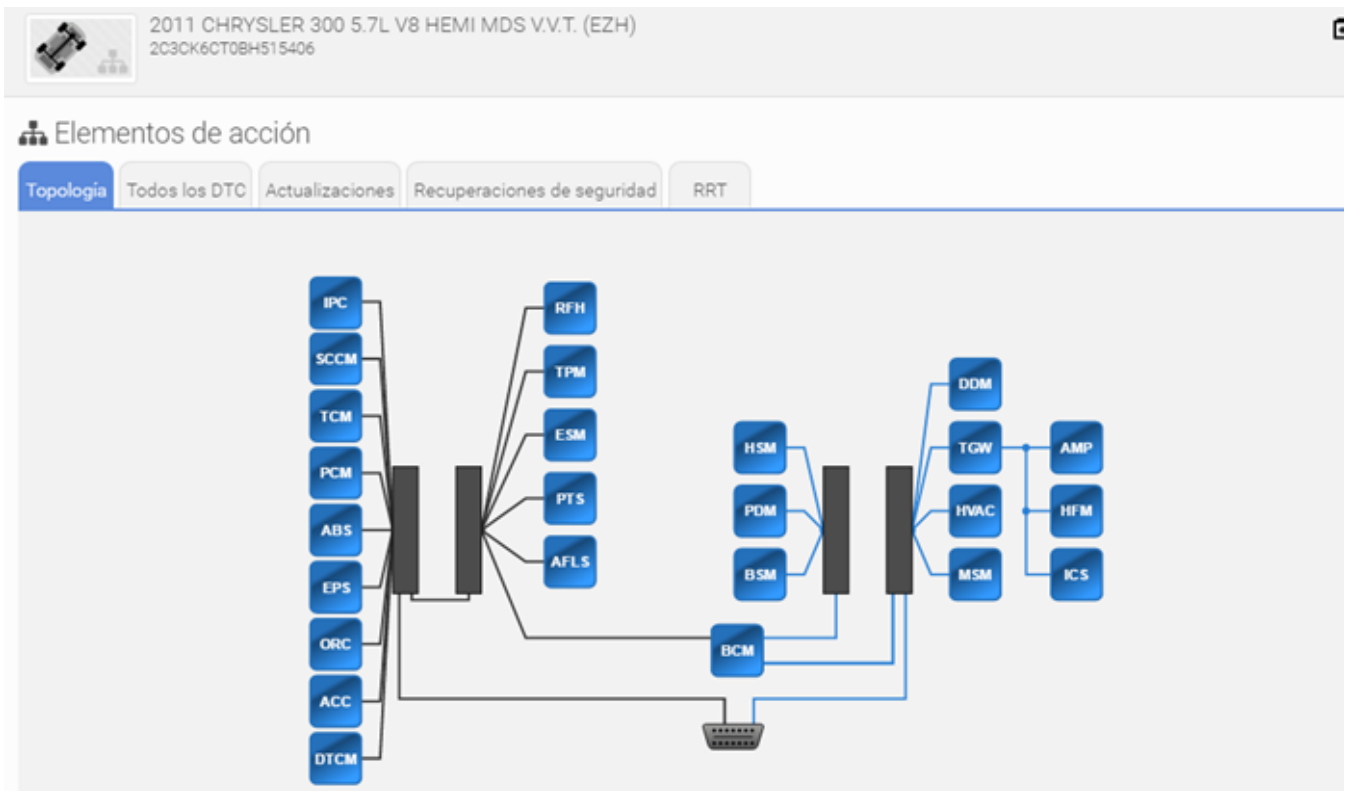 2011 CHRYSLER 300 5.7L V8 HEMI MDS V.V.T. (EZH)
2C3CK6CT0BH515406
Elementos de acción
Topología Todos los DTC Actualizaciones Recuperaciones de seguridad RRT
IPC
SCCM
TCM
PCM
ABS
EPS
ORC
ACC
DTCM
RFH
TPM
ESM
PTS
AFLS
HSM
PDM
BSM
BCM
DDM
TGW
HVAC
MSM
AMP
HFM
ICS